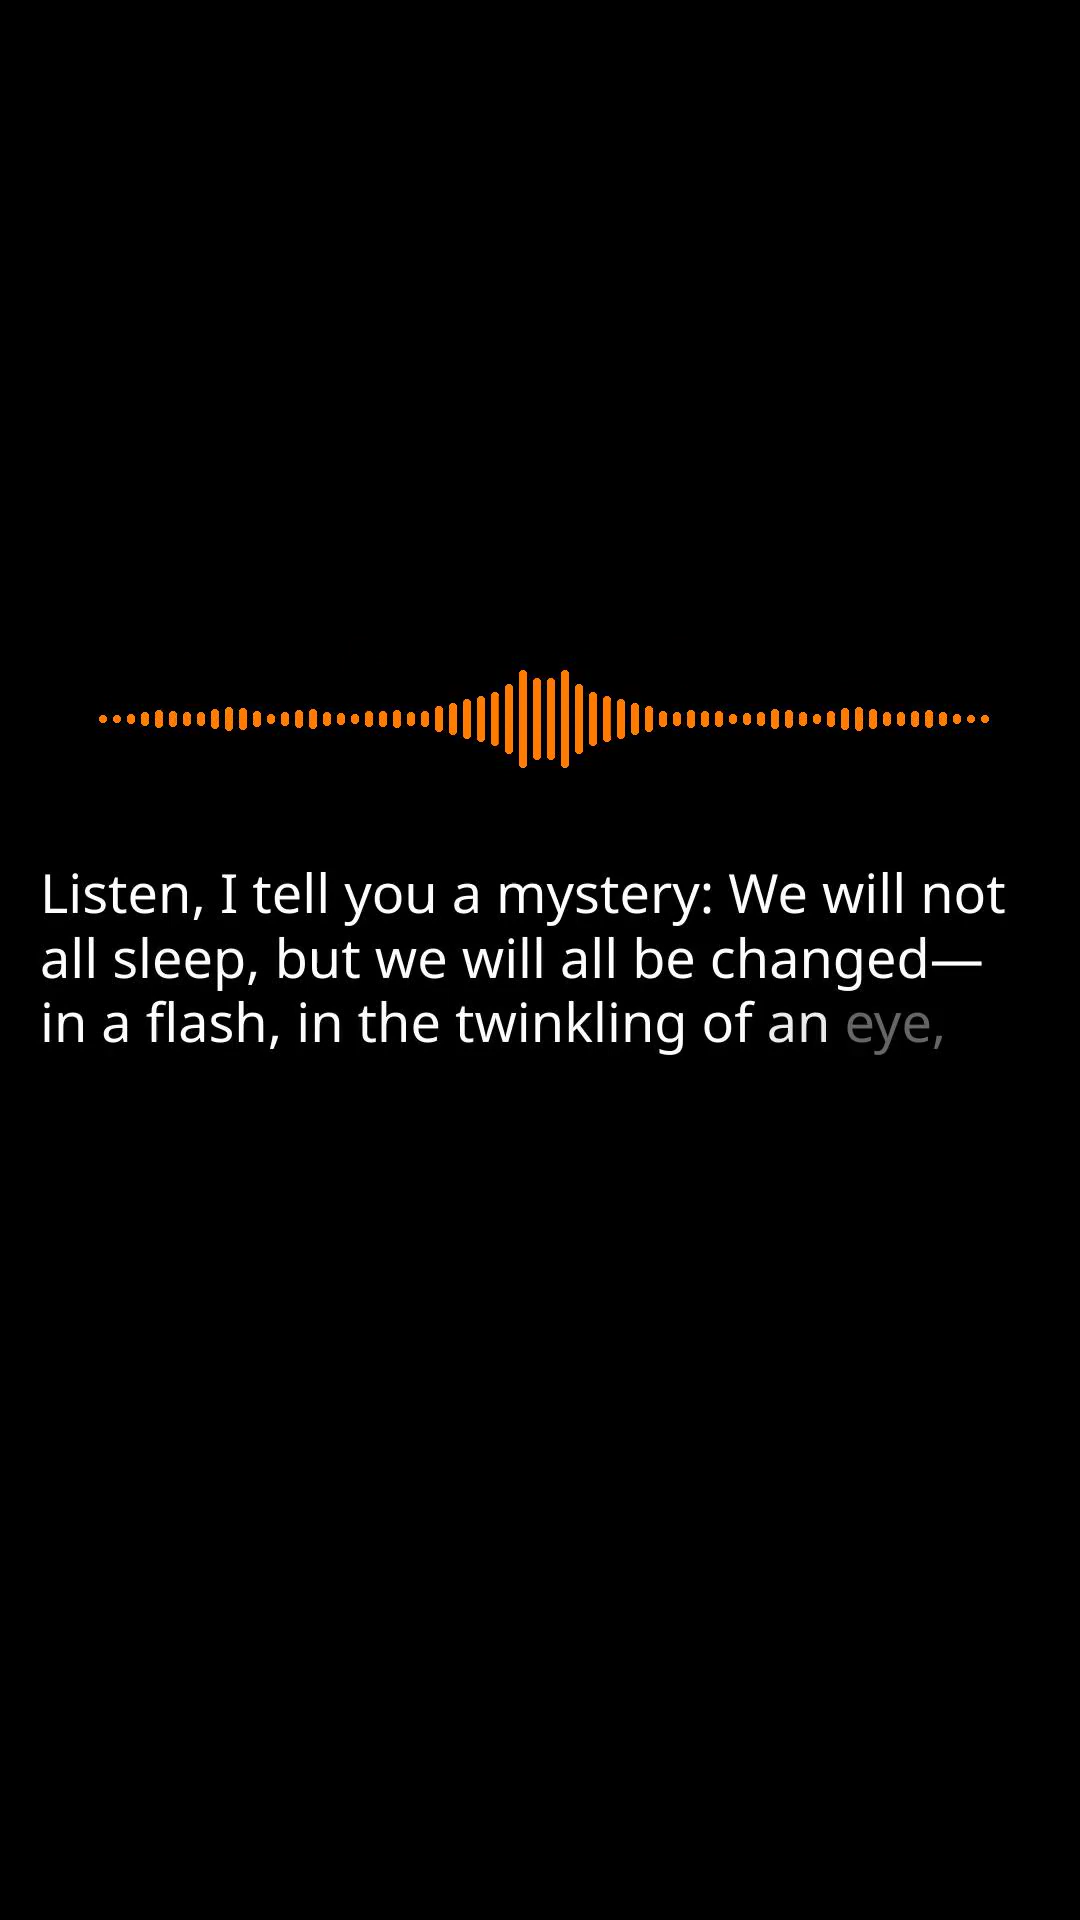 Listen, I tell you a mystery: We will not
all sleep, but we will all be changed—
in a flash, in the twinkling of an eye,